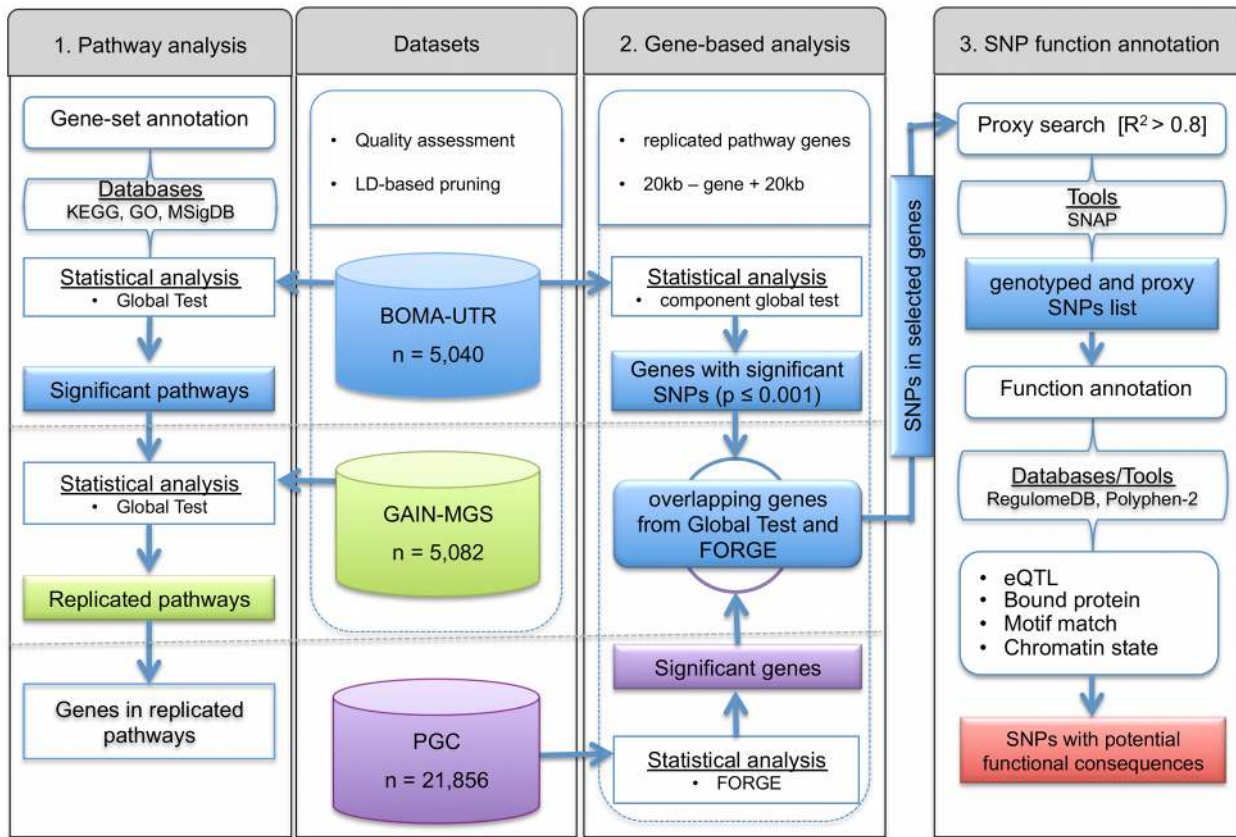 1. Pathway analysis
Gene-set annotation
Databases
KEGG, GO, MSigDB
Statistical analysis
• Global Test
Significant pathways
Statistical analysis
• Global Test
Replicated pathways
Genes in replicated
pathways
Datasets
• Quality assessment
• LD-based pruning
BOMA-UTR
n = 5,040
GAIN-MGS
n = 5,082
PGC
n = 21,856
2. Gene-based analysis
• replicated pathway genes
• 20kb – gene + 20kb
Statistical analysis
• component global test
Genes with significant
SNPs (p ≤ 0.001)
overlapping genes
from Global Test and
FORGE
Significant genes
Statistical analysis
• FORGE
SNPs in selected genes
3. SNP function annotation
Proxy search [R² > 0.8]
Tools
SNAP
genotyped and proxy
SNPs list
Function annotation
Databases/Tools
RegulomeDB, Polyphen-2
• eQTL
• Bound protein
• Motif match
• Chromatin state
SNPs with potential
functional consequences